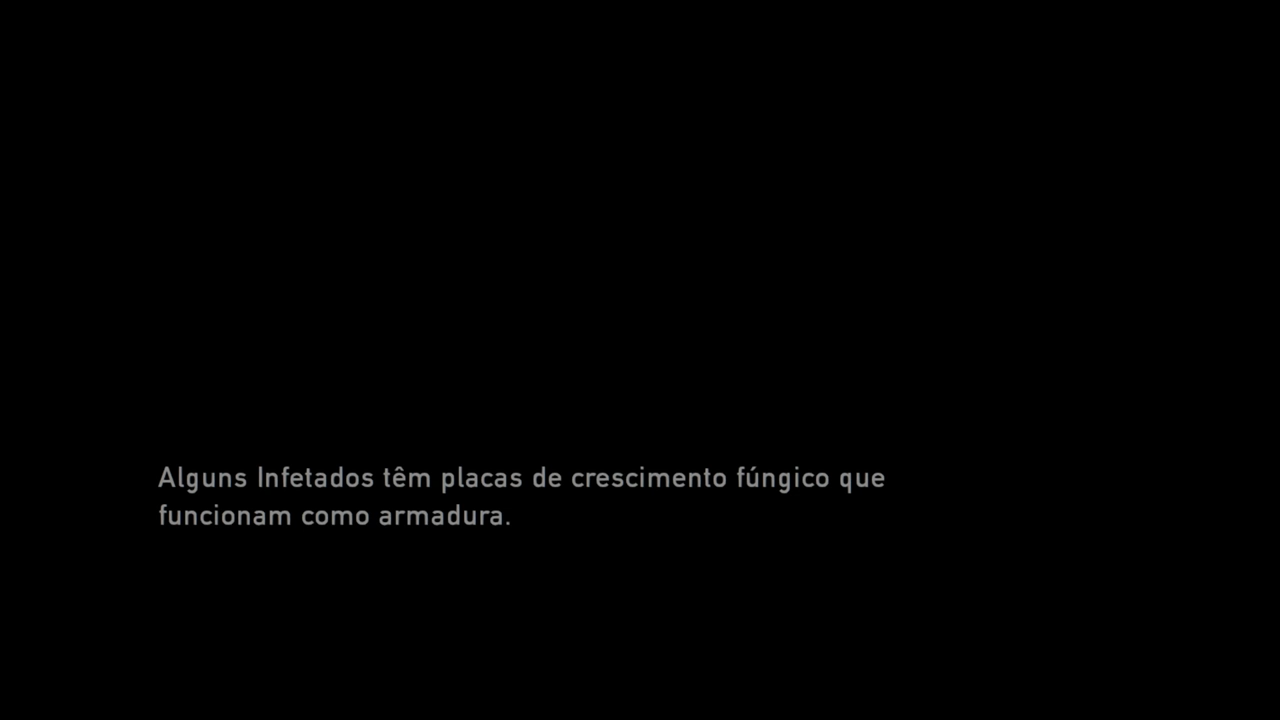 Alguns Infetados têm placas de crescimento fúngico que
funcionam como armadura.